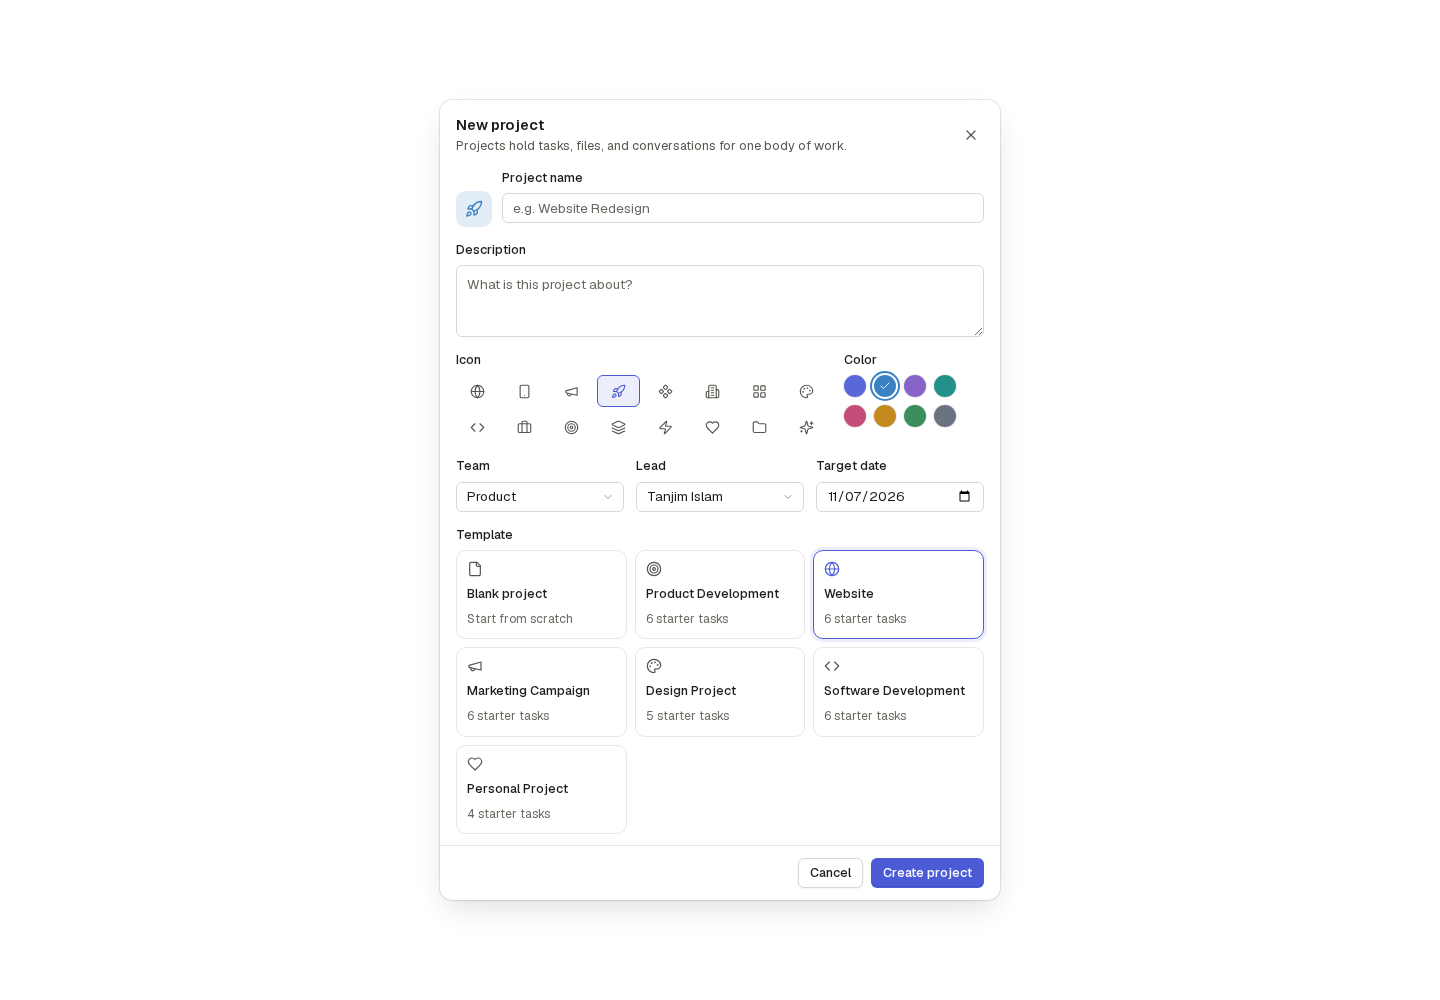 New project
Projects hold tasks, files, and conversations for one body of work.
Project name
e.g. Website Redesign
Description
What is this project about?
Icon
Color
Team
Lead
Target date
Product
Tanjim Islam
11/07/2026
Template
Blank project
Start from scratch
Product Development
6 starter tasks
Website
6 starter tasks
Marketing Campaign
6 starter tasks
Design Project
5 starter tasks
Software Development
6 starter tasks
Personal Project
4 starter tasks
Cancel
Create project